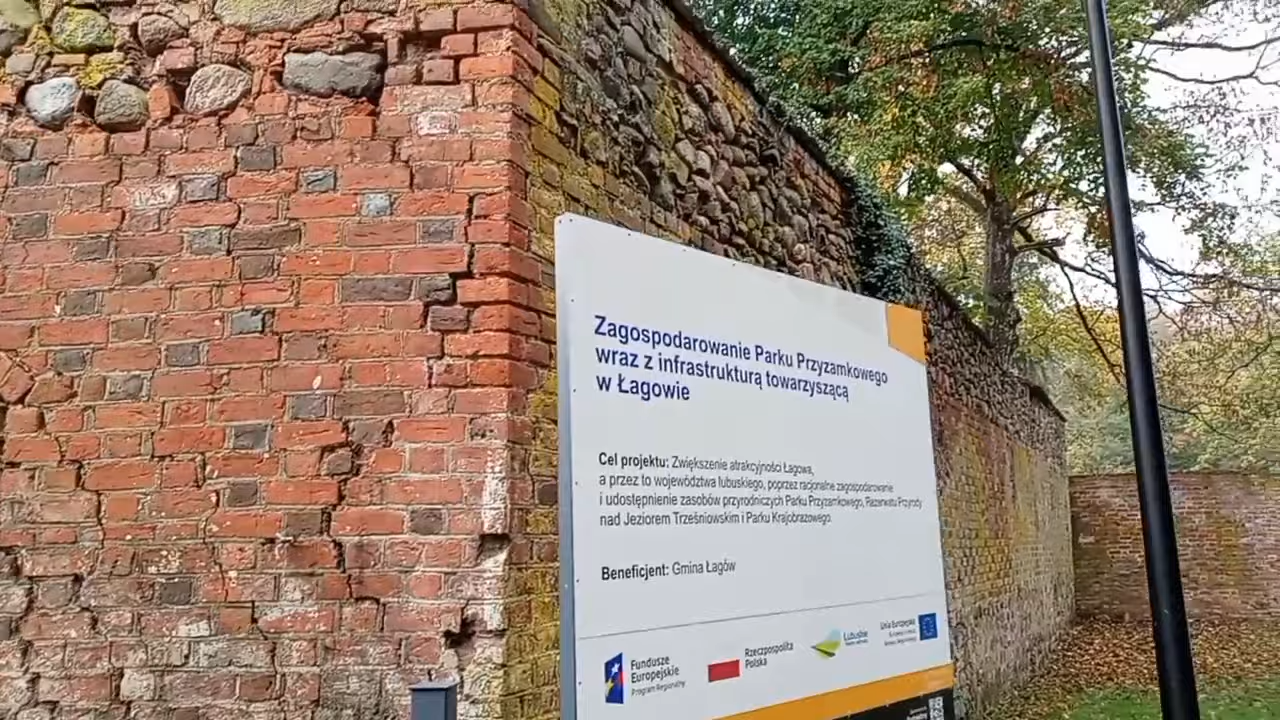 Zagospodarowanie Parku Przyzamkowego
wraz z infrastrukturą towarzyszącą
w Łagowie
Cel projektu: Zwiększenie atrakcyjności Łagowa,
a przez to województwa lubuskiego, poprzez racjonalne zagospodarowanie
i udostępnienie zasobów przyrodniczych Parku Przyzamkowego, Rezerwatu Przyrody
nad Jeziorem Trześniowskim i Parku Krajobrazowego.
Beneficjent: Gmina Łagów
Fundusze
Europejskie
Program Regionalny
Rzeczpospolita
Polska
Lubuskie
Unia Europejska